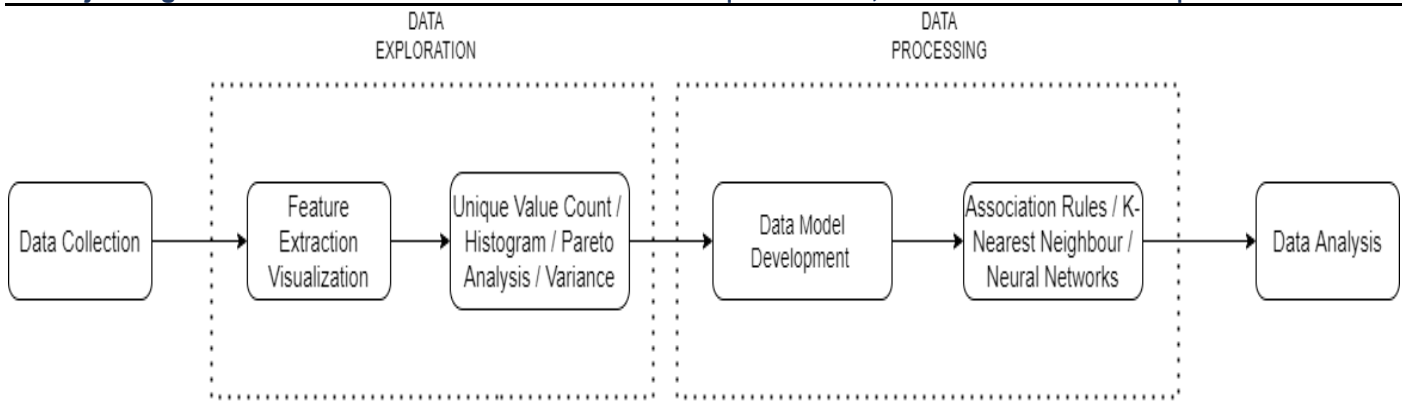 DATA
EXPLORATION
DATA
PROCESSING
Data Collection
Feature
Extraction
Visualization
Unique Value Count /
Histogram / Pareto
Analysis / Variance
Data Model
Development
Association Rules / K-
Nearest Neighbour /
Neural Networks
Data Analysis